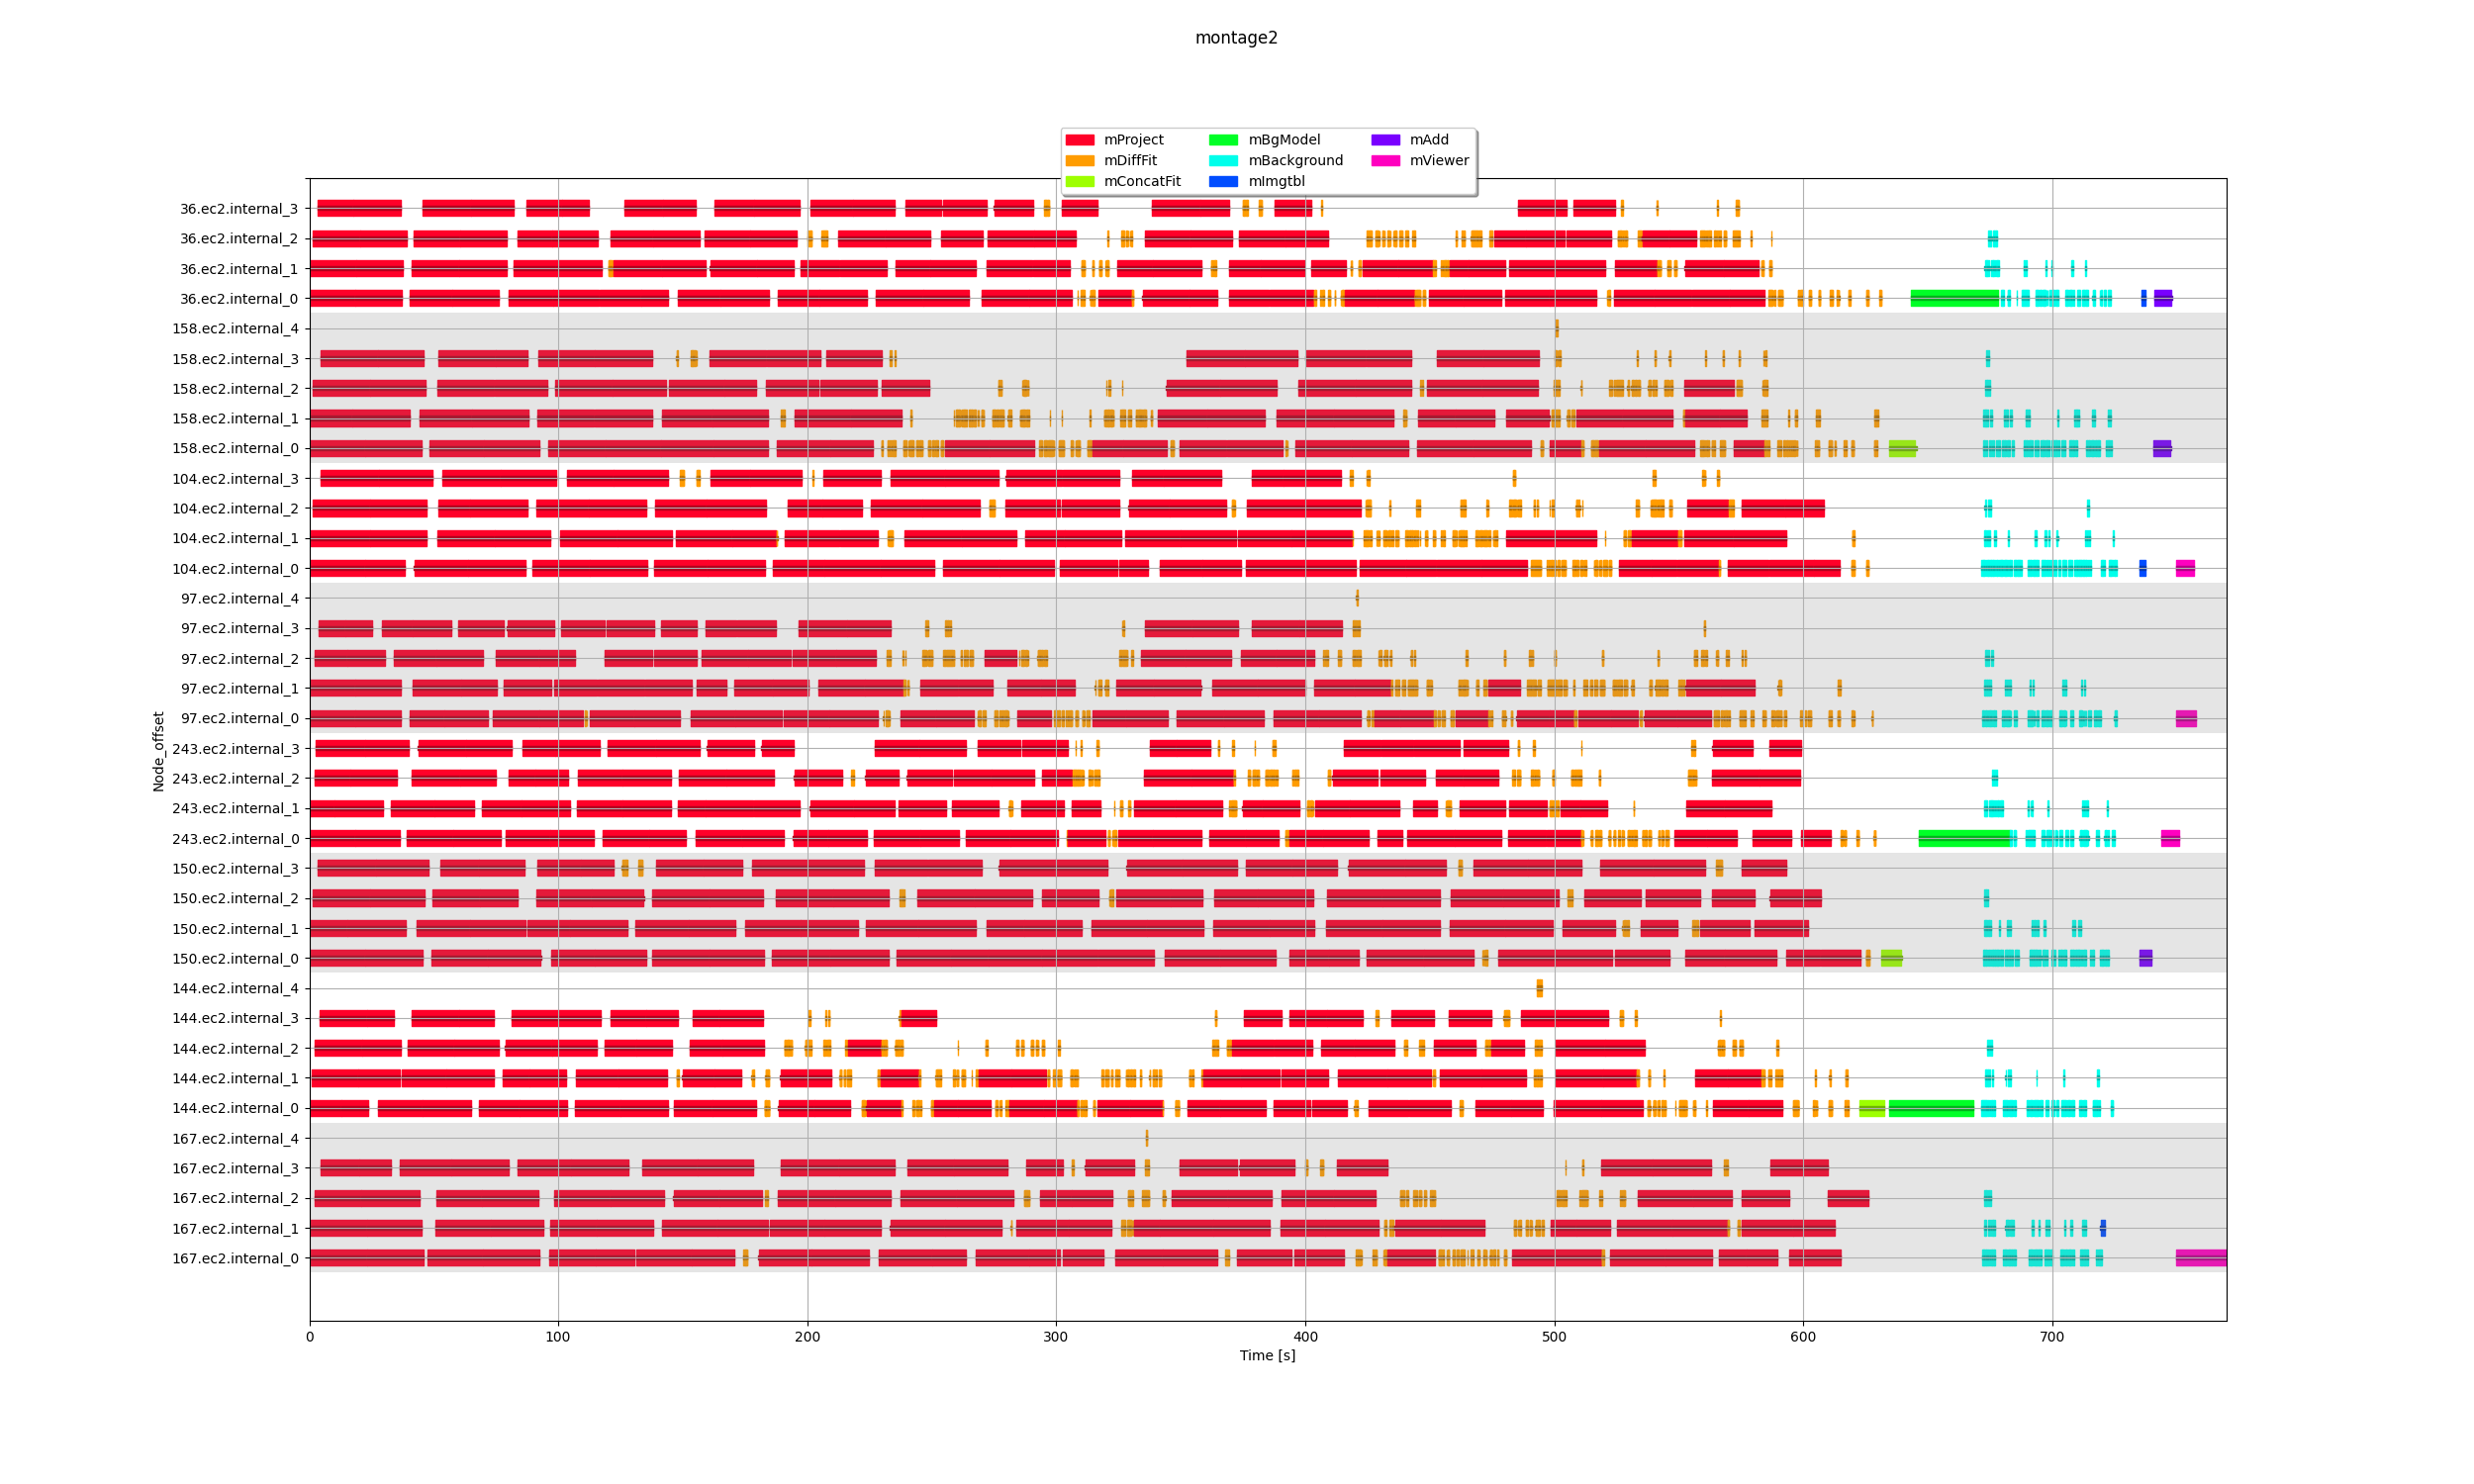 montage2
mProject mBgModel mAdd
mDiffFit mBackground mViewer
mConcatFit mImgtbl
36.ec2.internal_3
36.ec2.internal_2
36.ec2.internal_1
36.ec2.internal_0
158.ec2.internal_4
158.ec2.internal_3
158.ec2.internal_2
158.ec2.internal_1
158.ec2.internal_0
104.ec2.internal_3
104.ec2.internal_2
104.ec2.internal_1
104.ec2.internal_0
97.ec2.internal_4
97.ec2.internal_3
97.ec2.internal_2
97.ec2.internal_1
97.ec2.internal_0
243.ec2.internal_3
243.ec2.internal_2
243.ec2.internal_1
243.ec2.internal_0
150.ec2.internal_3
150.ec2.internal_2
150.ec2.internal_1
150.ec2.internal_0
144.ec2.internal_4
144.ec2.internal_3
144.ec2.internal_2
144.ec2.internal_1
144.ec2.internal_0
167.ec2.internal_4
167.ec2.internal_3
167.ec2.internal_2
167.ec2.internal_1
167.ec2.internal_0
Node_offset
0 100 200 300 400 500 600 700
Time [s]